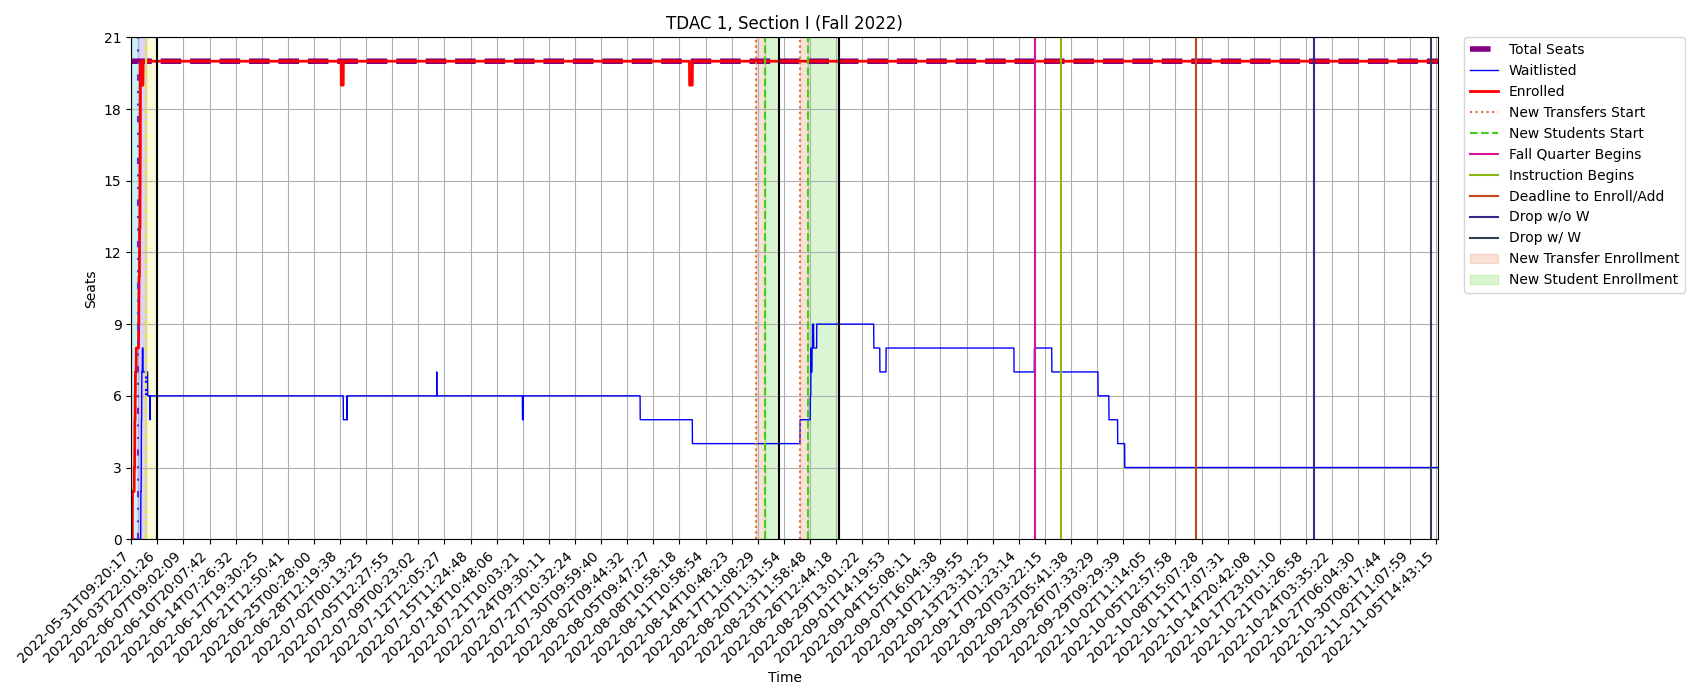 TDAC 1, Section I (Fall 2022)
21
18
15
12
9
6
3
0
Seats
Total Seats
Waitlisted
Enrolled
New Transfers Start
New Students Start
Fall Quarter Begins
Instruction Begins
Deadline to Enroll/Add
Drop w/o W
Drop w/ W
New Transfer Enrollment
New Student Enrollment
2022-05-31T09:20:17
2022-06-03T22:01:26
2022-06-07T09:02:09
2022-06-10T20:07:42
2022-06-14T07:26:32
2022-06-17T19:30:25
2022-06-21T12:50:41
2022-06-25T00:28:00
2022-06-28T12:19:38
2022-07-02T00:13:25
2022-07-05T12:27:55
2022-07-09T00:23:02
2022-07-12T12:05:27
2022-07-15T11:24:48
2022-07-18T10:48:06
2022-07-21T10:03:21
2022-07-24T09:30:11
2022-07-27T10:32:24
2022-07-30T09:59:40
2022-08-02T09:44:32
2022-08-05T09:47:27
2022-08-08T10:58:18
2022-08-11T10:58:54
2022-08-14T10:48:23
2022-08-17T11:08:29
2022-08-20T11:31:54
2022-08-23T11:58:48
2022-08-26T12:44:18
2022-08-29T13:01:22
2022-09-01T14:19:53
2022-09-04T15:08:11
2022-09-07T16:04:38
2022-09-10T21:39:55
2022-09-13T23:31:25
2022-09-17T01:23:14
2022-09-20T03:22:15
2022-09-23T05:41:38
2022-09-26T07:33:29
2022-09-29T09:29:39
2022-10-02T11:14:05
2022-10-05T12:57:58
2022-10-08T15:07:28
2022-10-11T17:07:31
2022-10-14T20:42:08
2022-10-17T23:01:10
2022-10-21T01:26:58
2022-10-24T03:35:22
2022-10-27T06:04:30
2022-10-30T08:17:44
2022-11-02T11:07:59
2022-11-05T14:43:15
Time